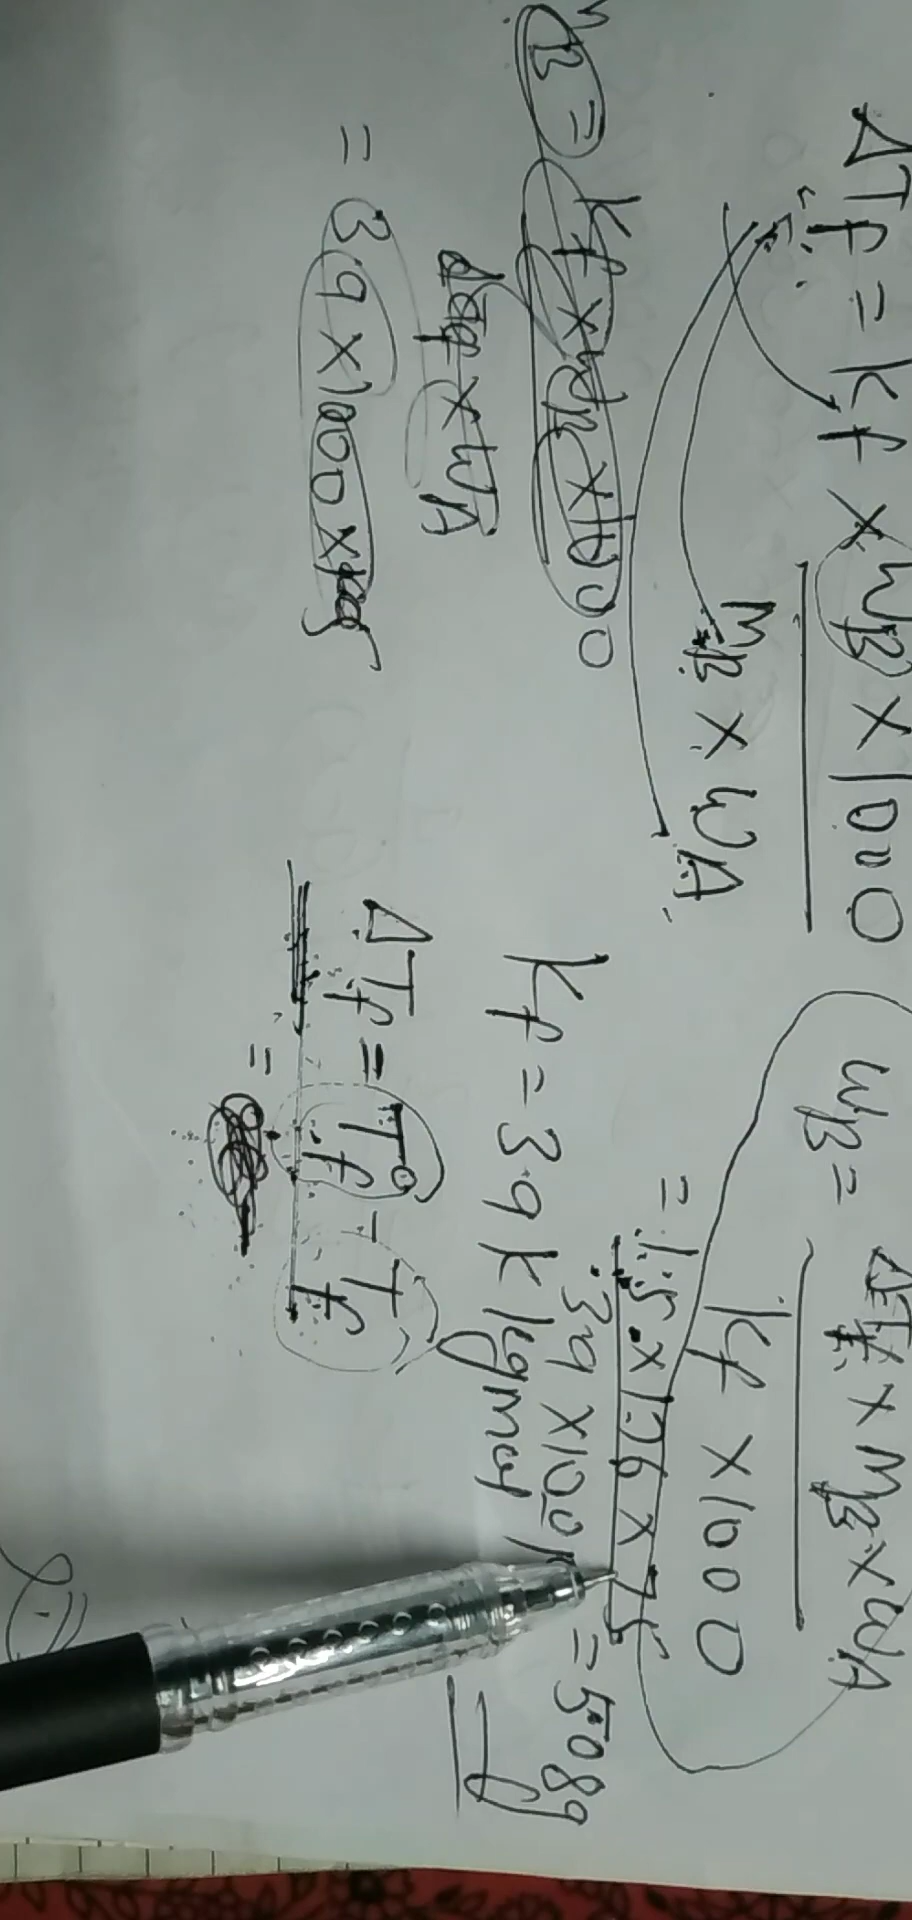 ΔTf = kf × WB × 1000
MB × WA
MB = kf × WB × 1000
ΔTf × WA
= 3.9 × 1000 ×
WB = ΔTf × MB × WA
kf × 1000
= 1.5 × 176 × 75
3.9 × 1000
= 5.08g
kf = 3.9 k kg mol
ΔTf = T°f - Tf
=